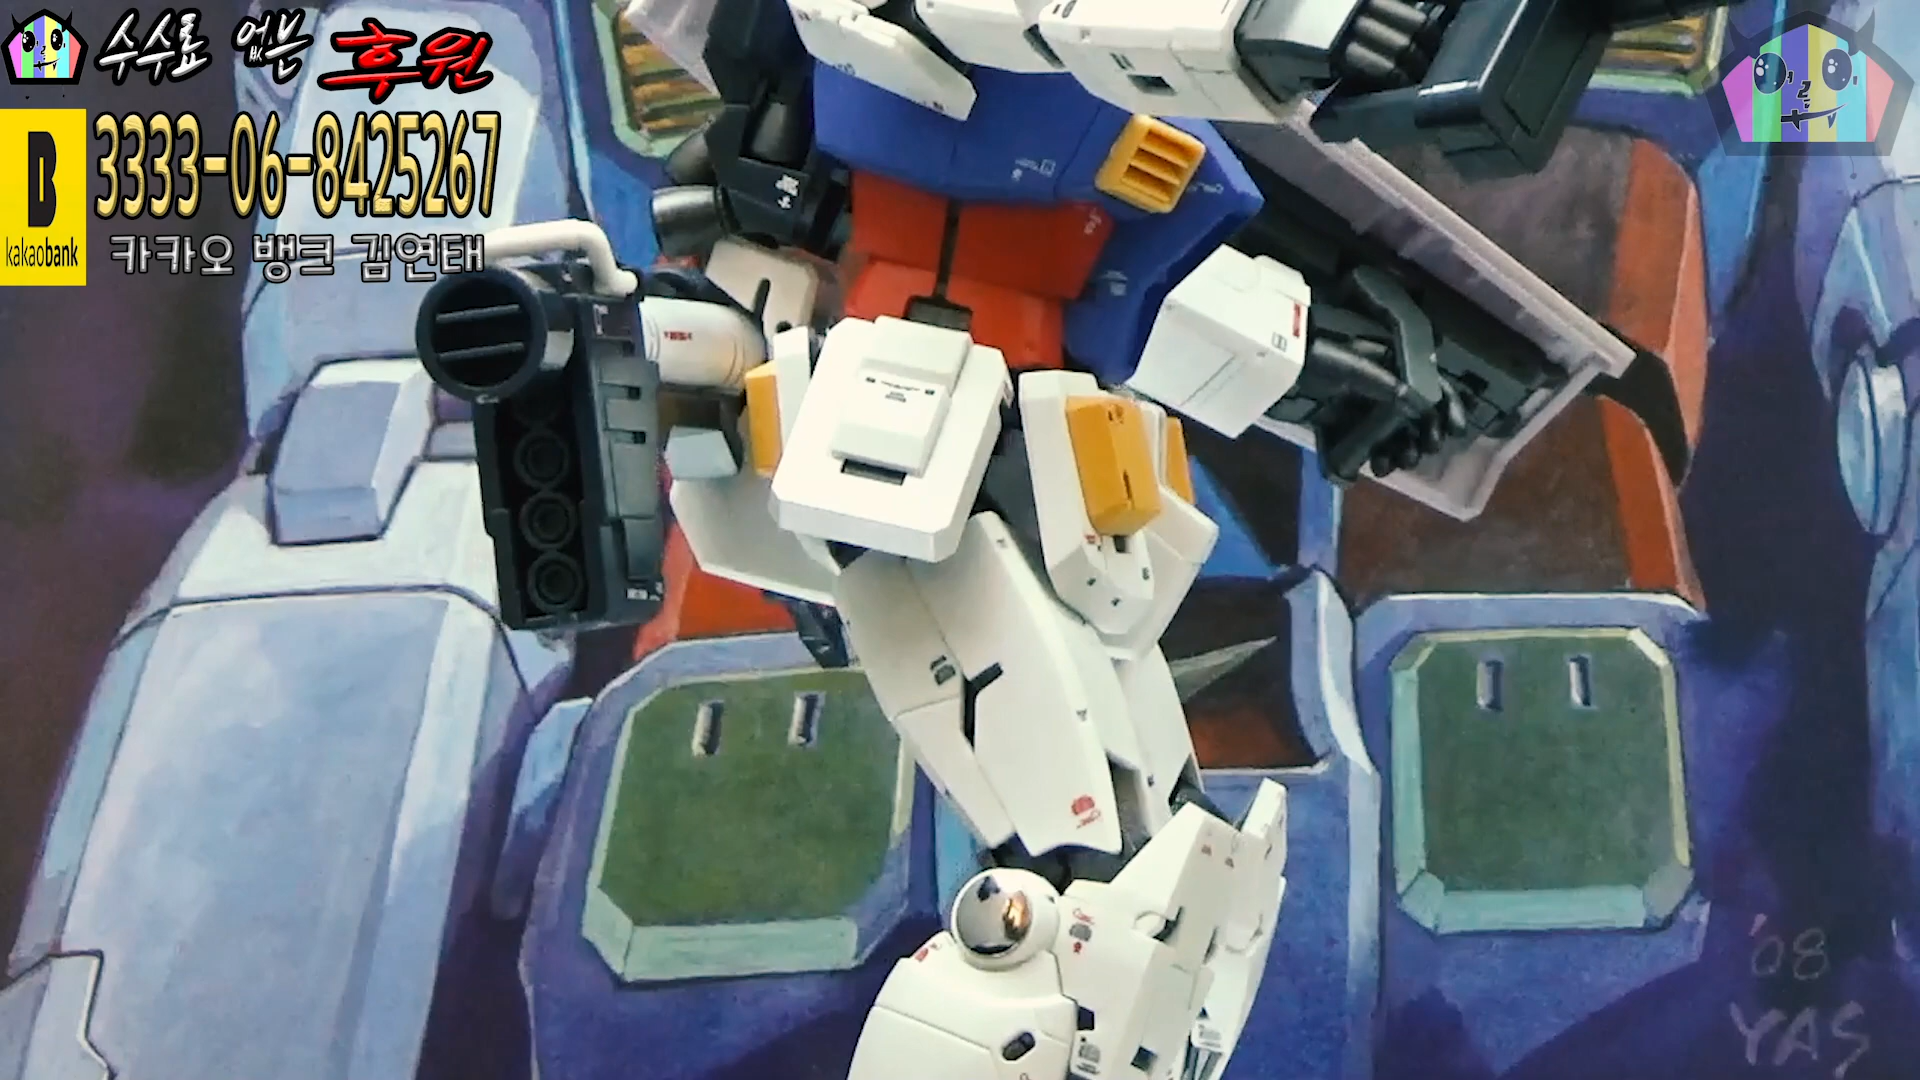 수수료 없는 후원
3333-06-8425267
kakaobank
카카오 뱅크 김연태
'08
YAS